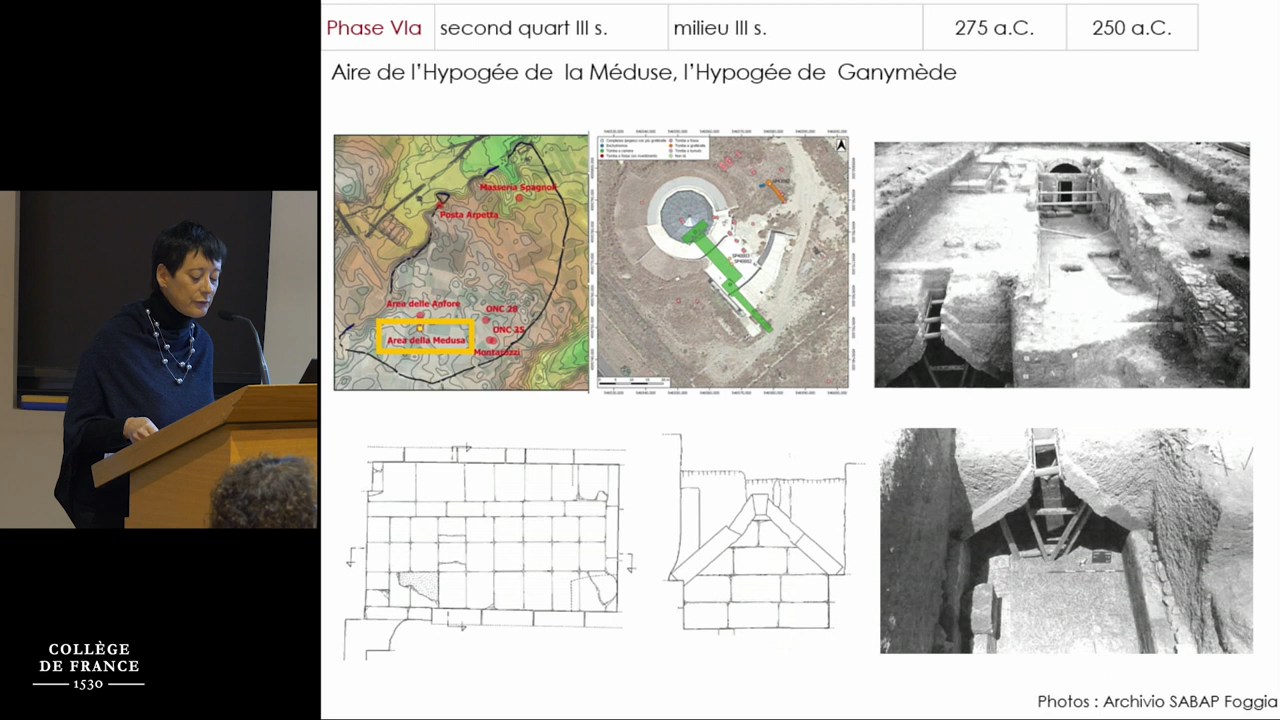 Phase VIa second quart III s. milieu III s. 275 a.C. 250 a.C.
Aire de l'Hypogée de la Méduse, l'Hypogée de Ganymède
Masseria Spagnoli
Posta Arpetta
Area delle Anfore
ONC 28
ONC 35
Area della Medusa
Montarozzi
COLLÈGE
DE FRANCE
1530
Photos : Archivio SABAP Foggia